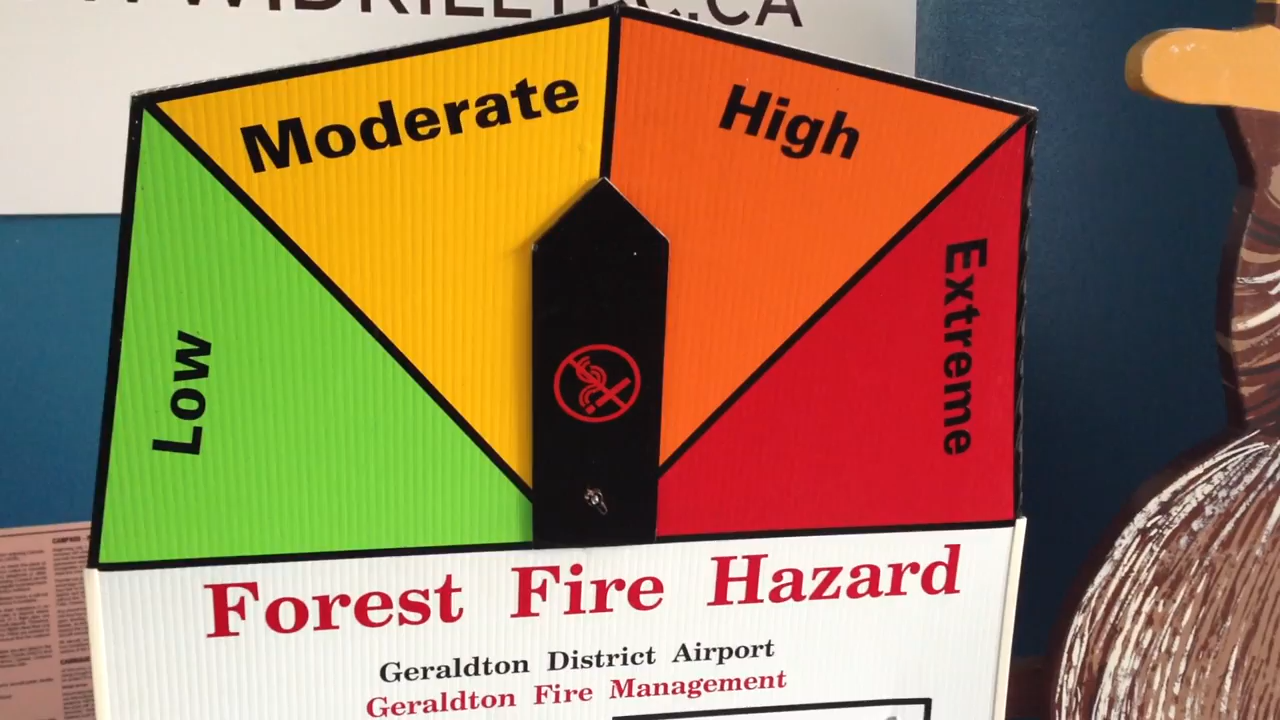 Moderate
High
Low
Extreme
Forest Fire Hazard
Geraldton District Airport
Geraldton Fire Management